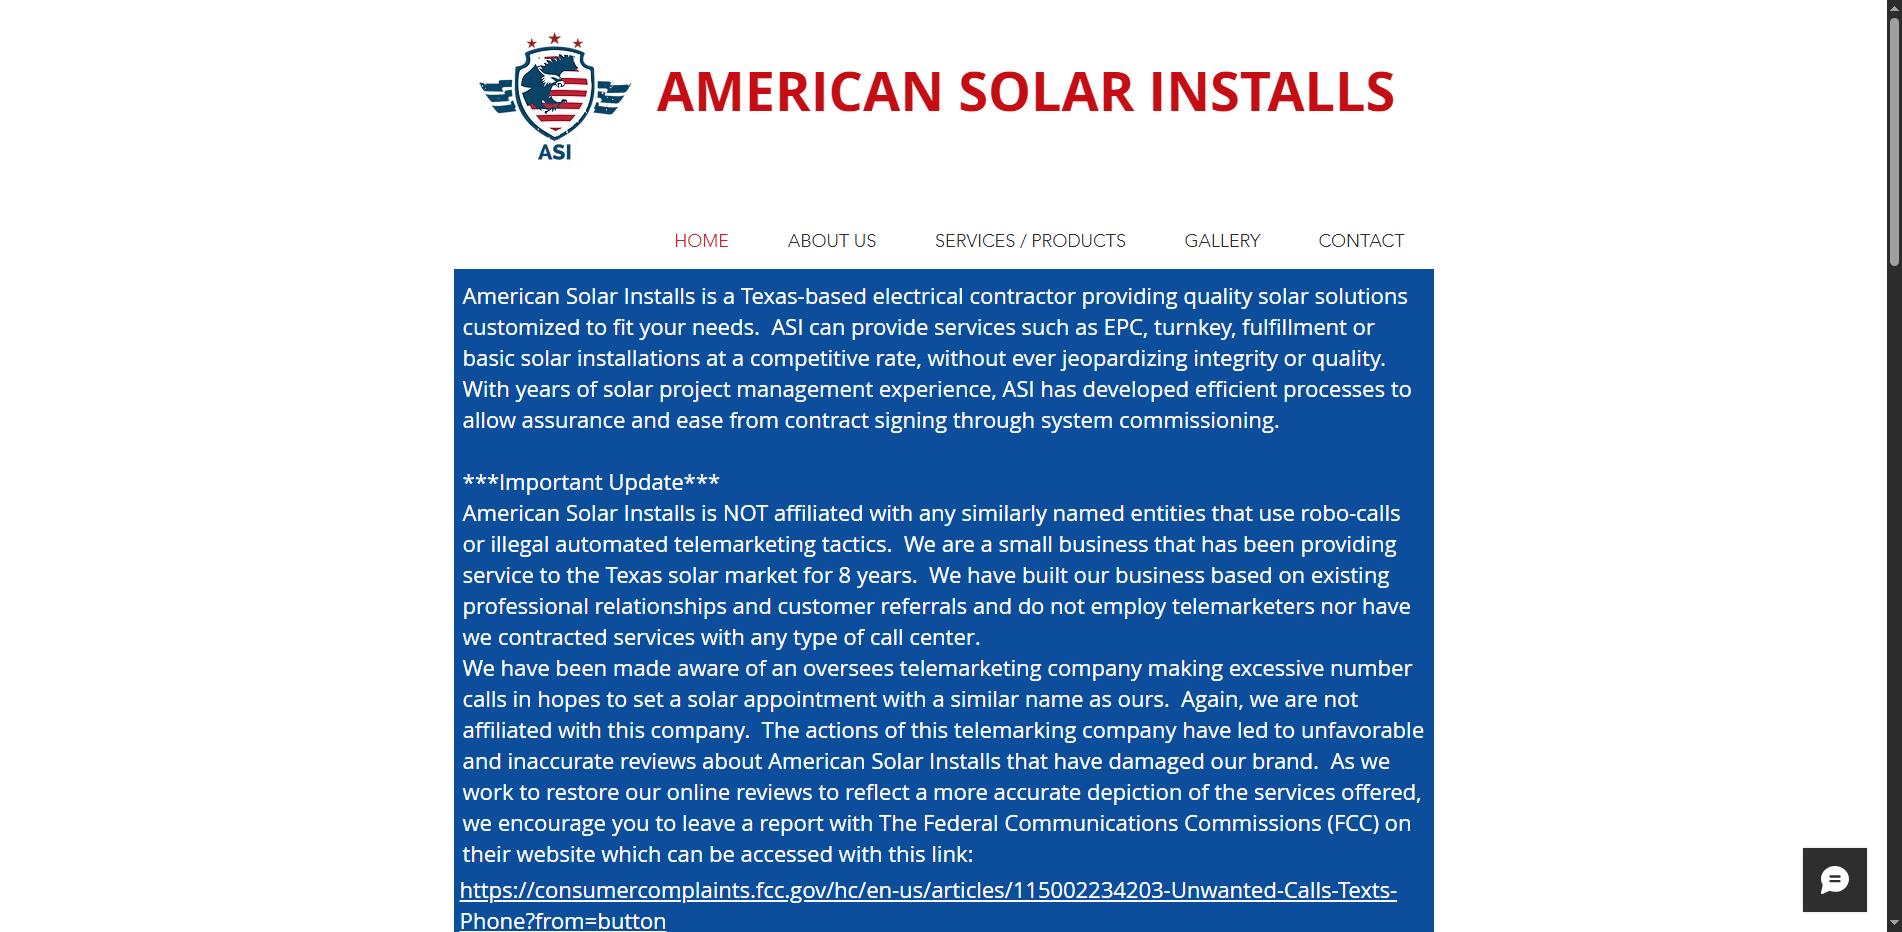 ASI
AMERICAN SOLAR INSTALLS
HOME ABOUT US SERVICES / PRODUCTS GALLERY CONTACT
American Solar Installs is a Texas-based electrical contractor providing quality solar solutions
customized to fit your needs.  ASI can provide services such as EPC, turnkey, fulfillment or
basic solar installations at a competitive rate, without ever jeopardizing integrity or quality.
With years of solar project management experience, ASI has developed efficient processes to
allow assurance and ease from contract signing through system commissioning.
***Important Update***
American Solar Installs is NOT affiliated with any similarly named entities that use robo-calls
or illegal automated telemarketing tactics.  We are a small business that has been providing
service to the Texas solar market for 8 years.  We have built our business based on existing
professional relationships and customer referrals and do not employ telemarketers nor have
we contracted services with any type of call center.
We have been made aware of an oversees telemarketing company making excessive number
calls in hopes to set a solar appointment with a similar name as ours.  Again, we are not
affiliated with this company.  The actions of this telemarking company have led to unfavorable
and inaccurate reviews about American Solar Installs that have damaged our brand.  As we
work to restore our online reviews to reflect a more accurate depiction of the services offered,
we encourage you to leave a report with The Federal Communications Commissions (FCC) on
their website which can be accessed with this link:
https://consumercomplaints.fcc.gov/hc/en-us/articles/115002234203-Unwanted-Calls-Texts-
Phone?from=button